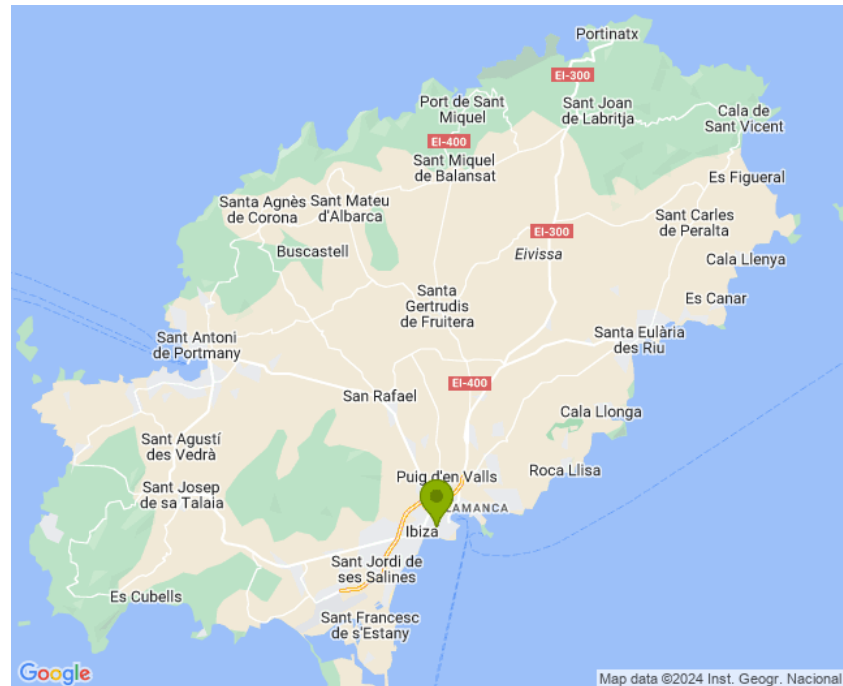 Portinatx
EI-300
Port de Sant
Miquel
Sant Joan
de Labritja
Cala de
Sant Vicent
EI-400
Sant Miquel
de Balansat
Es Figueral
Santa Agnès
de Corona
Sant Mateu
d'Albarca
Sant Carles
de Peralta
EI-300
Buscastell
Eivissa
Cala Llenya
Santa
Gertrudis
de Fruitera
Es Canar
Sant Antoni
de Portmany
Santa Eulària
des Riu
EI-400
San Rafael
Cala Llonga
Sant Agustí
des Vedrà
Roca Llisa
Puig d'en Valls
Sant Josep
de sa Talaia
LAMANCA
Ibiza
Sant Jordi de
ses Salines
Es Cubells
Sant Francesc
de s'Estany
Google
Map data ©2024 Inst. Geogr. Nacional